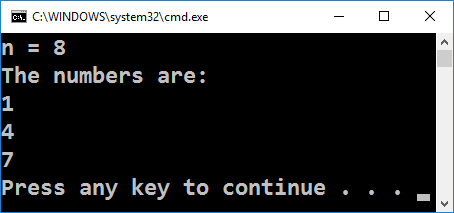 C:\WINDOWS\system32\cmd.exe
n = 8
The numbers are:
1
4
7
Press any key to continue . . .